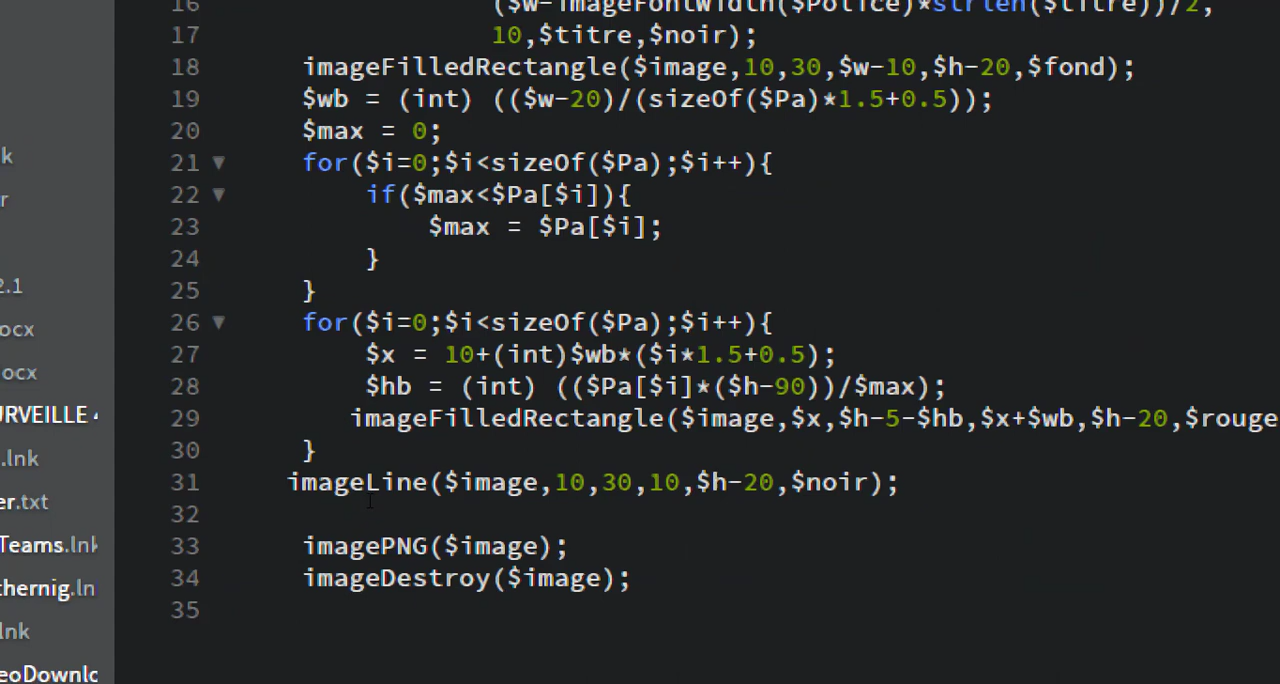 16 ($w-imageFontWidth($Police)*strlen($titre))/2,
17 10,$titre,$noir);
18 imageFilledRectangle($image,10,30,$w-10,$h-20,$fond);
19 $wb = (int) (($w-20)/(sizeOf($Pa)*1.5+0.5));
20 $max = 0;
21 for($i=0;$i<sizeOf($Pa);$i++){
22 if($max<$Pa[$i]){
23 $max = $Pa[$i];
24 }
25 }
26 for($i=0;$i<sizeOf($Pa);$i++){
27 $x = 10+(int)$wb*($i*1.5+0.5);
28 $hb = (int) (($Pa[$i]*($h-90))/$max);
29 imageFilledRectangle($image,$x,$h-5-$hb,$x+$wb,$h-20,$rouge
30 }
31 imageLine($image,10,30,10,$h-20,$noir);
32
33 imagePNG($image);
34 imageDestroy($image);
35
k
r
2.1
ocx
ocx
URVEILLE 4
.lnk
er.txt
Teams.lnk
thernig.ln
lnk
eoDownlo